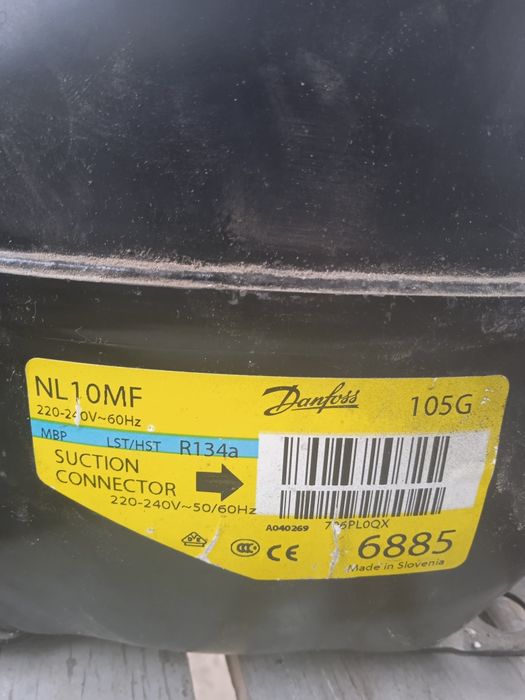 NL10MF
Danfoss
105G
220-240V~60Hz
MBP LST/HST R134a
SUCTION
CONNECTOR
220-240V~50/60Hz
A040269
6885
Made in Slovenia